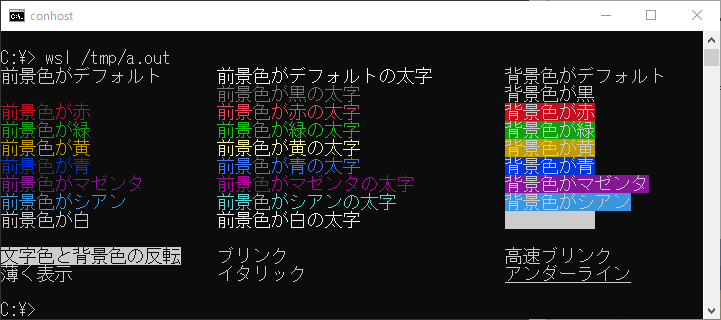 conhost
C:¥> wsl /tmp/a.out
前景色がデフォルト 前景色がデフォルトの太字 背景色がデフォルト
前景色が黒の太字 背景色が黒
前景色が赤 前景色が赤の太字 背景色が赤
前景色が緑 前景色が緑の太字 背景色が緑
前景色が黄 前景色が黄の太字 背景色が黄
前景色が青 前景色が青の太字 背景色が青
前景色がマゼンタ 前景色がマゼンタの太字 背景色がマゼンタ
前景色がシアン 前景色がシアンの太字 背景色がシアン
前景色が白 前景色が白の太字
文字色と背景色の反転 ブリンク 高速ブリンク
薄く表示 イタリック アンダーライン
C:¥>